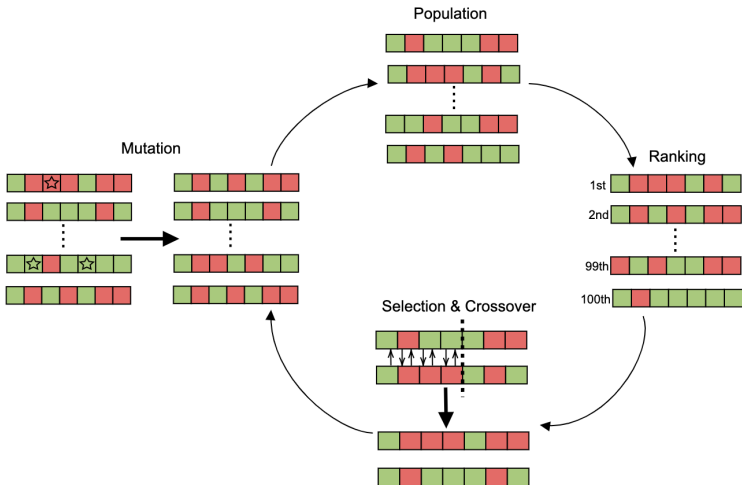 Population
Mutation
Ranking
1st
2nd
99th
100th
Selection & Crossover